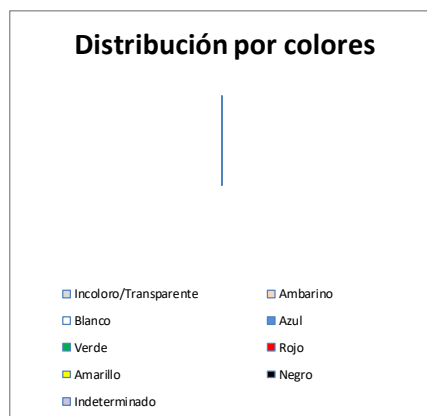 Distribución por colores
Incoloro/Transparente
Ambarino
Blanco
Azul
Verde
Rojo
Amarillo
Negro
Indeterminado